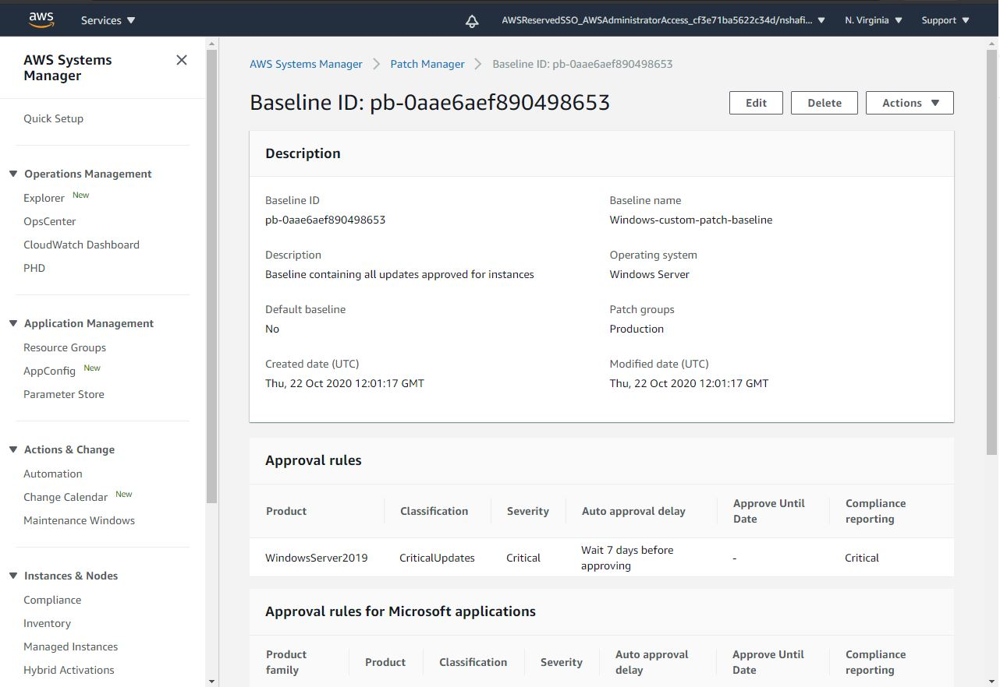 aws
Services
AWSReservedSSO_AWSAdministratorAccess_cf3e71ba5622c34d/nshafi...
N. Virginia
Support
AWS Systems
Manager
Quick Setup
Operations Management
Explorer New
OpsCenter
CloudWatch Dashboard
PHD
Application Management
Resource Groups
AppConfig New
Parameter Store
Actions & Change
Automation
Change Calendar New
Maintenance Windows
Instances & Nodes
Compliance
Inventory
Managed Instances
Hybrid Activations
AWS Systems Manager > Patch Manager > Baseline ID: pb-0aae6aef890498653
Baseline ID: pb-0aae6aef890498653
Edit
Delete
Actions
Description
Baseline ID
pb-0aae6aef890498653
Baseline name
Windows-custom-patch-baseline
Description
Baseline containing all updates approved for instances
Operating system
Windows Server
Default baseline
No
Patch groups
Production
Created date (UTC)
Thu, 22 Oct 2020 12:01:17 GMT
Modified date (UTC)
Thu, 22 Oct 2020 12:01:17 GMT
Approval rules
Product
Classification
Severity
Auto approval delay
Approve Until
Date
Compliance
reporting
WindowsServer2019
CriticalUpdates
Critical
Wait 7 days before
approving
-
Critical
Approval rules for Microsoft applications
Product
family
Product
Classification
Severity
Auto approval
delay
Approve Until
Date
Compliance
reporting